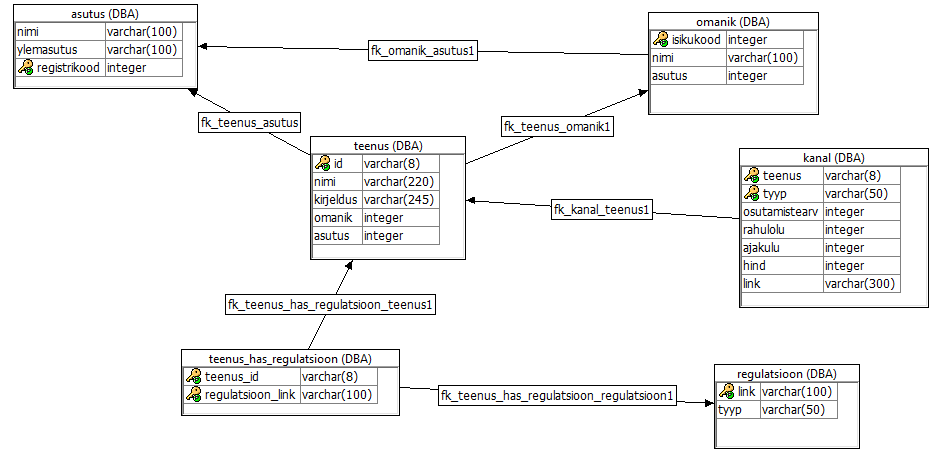 asutus (DBA)
nimi varchar(100)
ylemasutus varchar(100)
registrikood integer
omanik (DBA)
isikukood integer
nimi varchar(100)
asutus integer
fk_omanik_asutus1
fk_teenus_asutus
fk_teenus_omanik1
teenus (DBA)
id varchar(8)
nimi varchar(220)
kirjeldus varchar(245)
omanik integer
asutus integer
kanal (DBA)
teenus varchar(8)
tyyp varchar(50)
osutamistearv integer
rahulolu integer
ajakulu integer
hind integer
link varchar(300)
fk_kanal_teenus1
fk_teenus_has_regulatsioon_teenus1
teenus_has_regulatsioon (DBA)
teenus_id varchar(8)
regulatsioon_link varchar(100)
fk_teenus_has_regulatsioon_regulatsioon1
regulatsioon (DBA)
link varchar(100)
tyyp varchar(50)